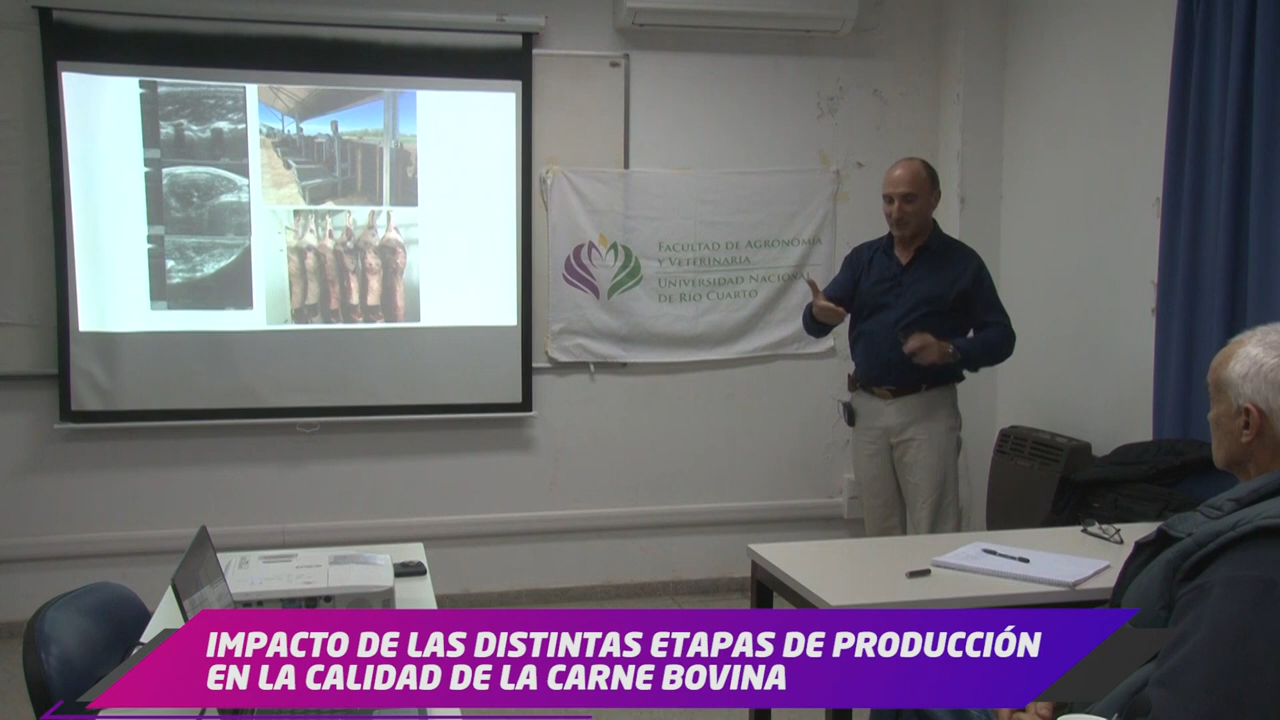 FACULTAD DE AGRONOMÍA
Y VETERINARIA
UNIVERSIDAD NACIONAL
DE RÍO CUARTO
IMPACTO DE LAS DISTINTAS ETAPAS DE PRODUCCIÓN
EN LA CALIDAD DE LA CARNE BOVINA